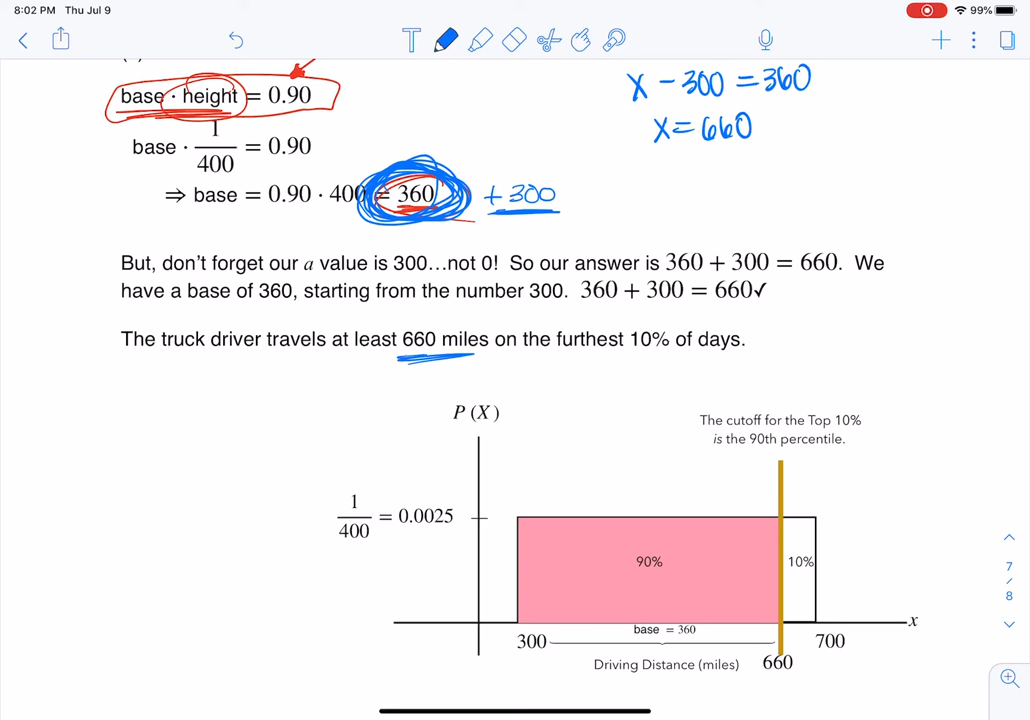 8:02 PM Thu Jul 9
99%
T
base · height = 0.90
x - 300 = 360
x = 660
base · 1/400 = 0.90
⇒ base = 0.90 · 400 = 360 + 300
But, don't forget our a value is 300…not 0! So our answer is 360 + 300 = 660. We
have a base of 360, starting from the number 300. 360 + 300 = 660✓
The truck driver travels at least 660 miles on the furthest 10% of days.
P (X)
The cutoff for the Top 10%
is the 90th percentile.
1/400 = 0.0025
90%
10%
7
/
8
base = 360
x
300
700
Driving Distance (miles)
660